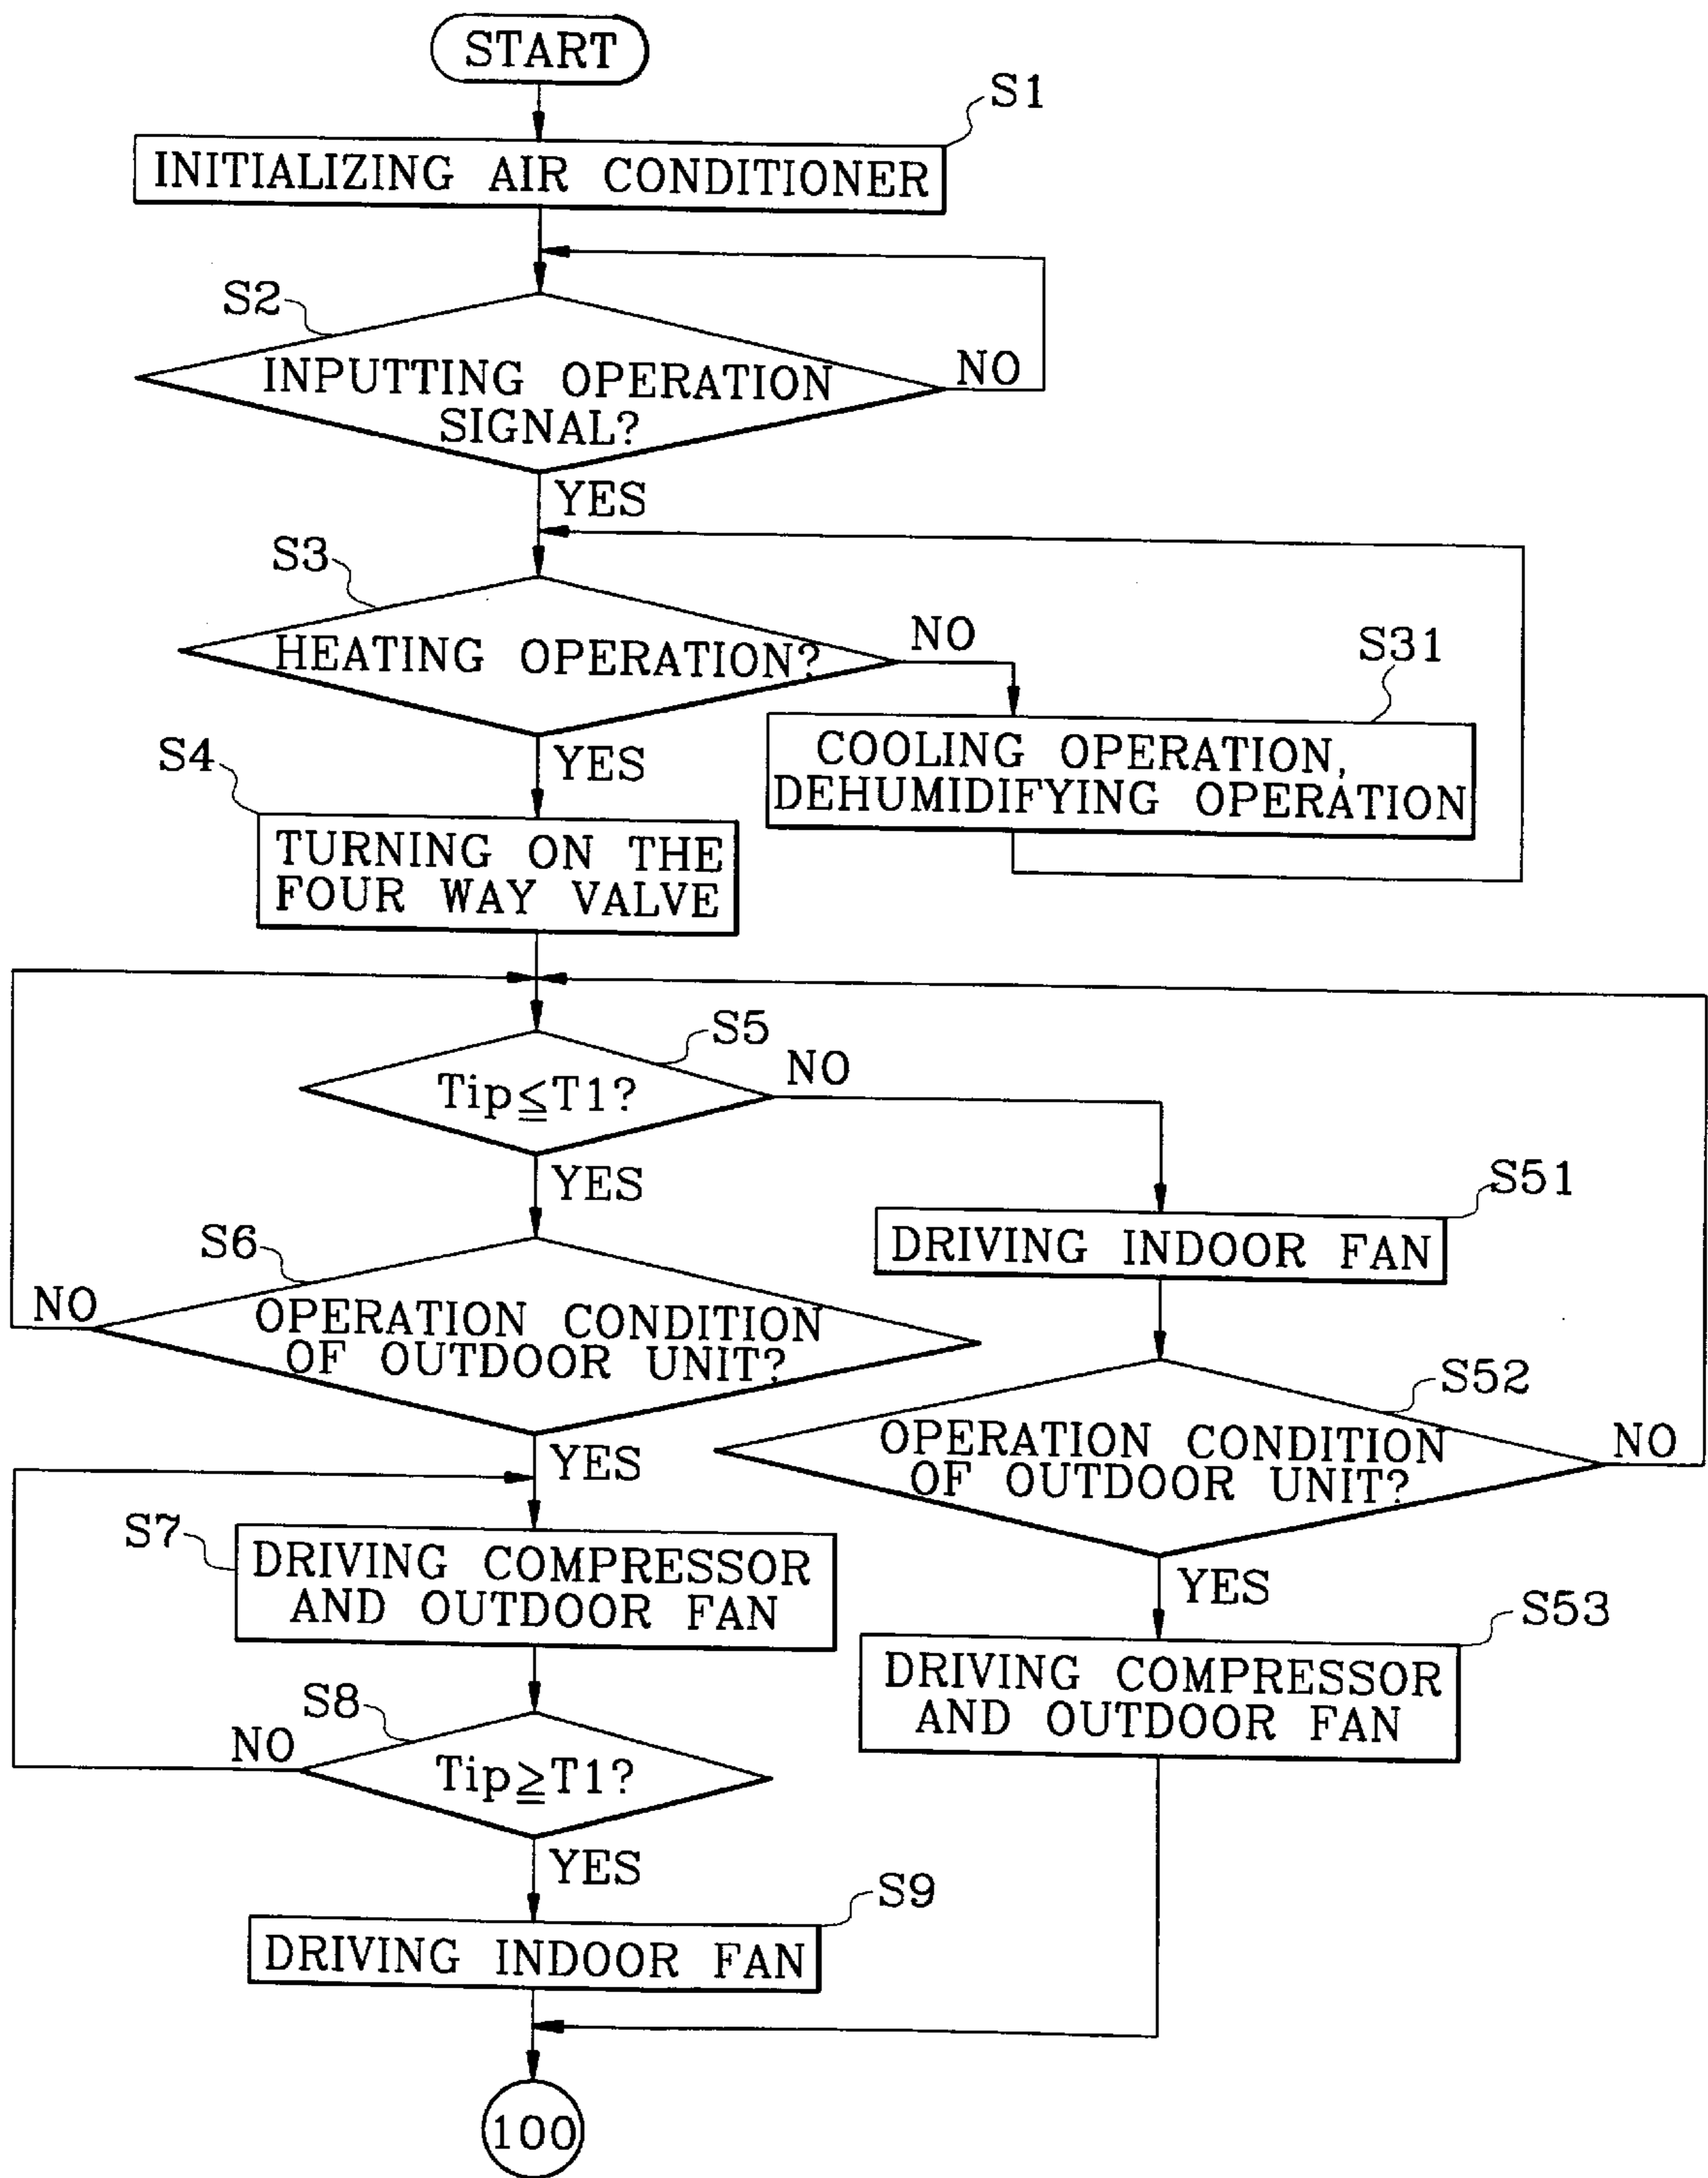 START
S1
INITIALIZING AIR CONDITIONER
S2
INPUTTING OPERATION
SIGNAL?
NO
YES
S3
HEATING OPERATION?
NO
S31
COOLING OPERATION,
DEHUMIDIFYING OPERATION
YES
S4
TURNING ON THE
FOUR WAY VALVE
S5
Tip≦T1?
NO
YES
S51
DRIVING INDOOR FAN
S6
NO
OPERATION CONDITION
OF OUTDOOR UNIT?
S52
OPERATION CONDITION
OF OUTDOOR UNIT?
NO
YES
S7
DRIVING COMPRESSOR
AND OUTDOOR FAN
YES
S53
DRIVING COMPRESSOR
AND OUTDOOR FAN
S8
NO
Tip≧T1?
YES
S9
DRIVING INDOOR FAN
100